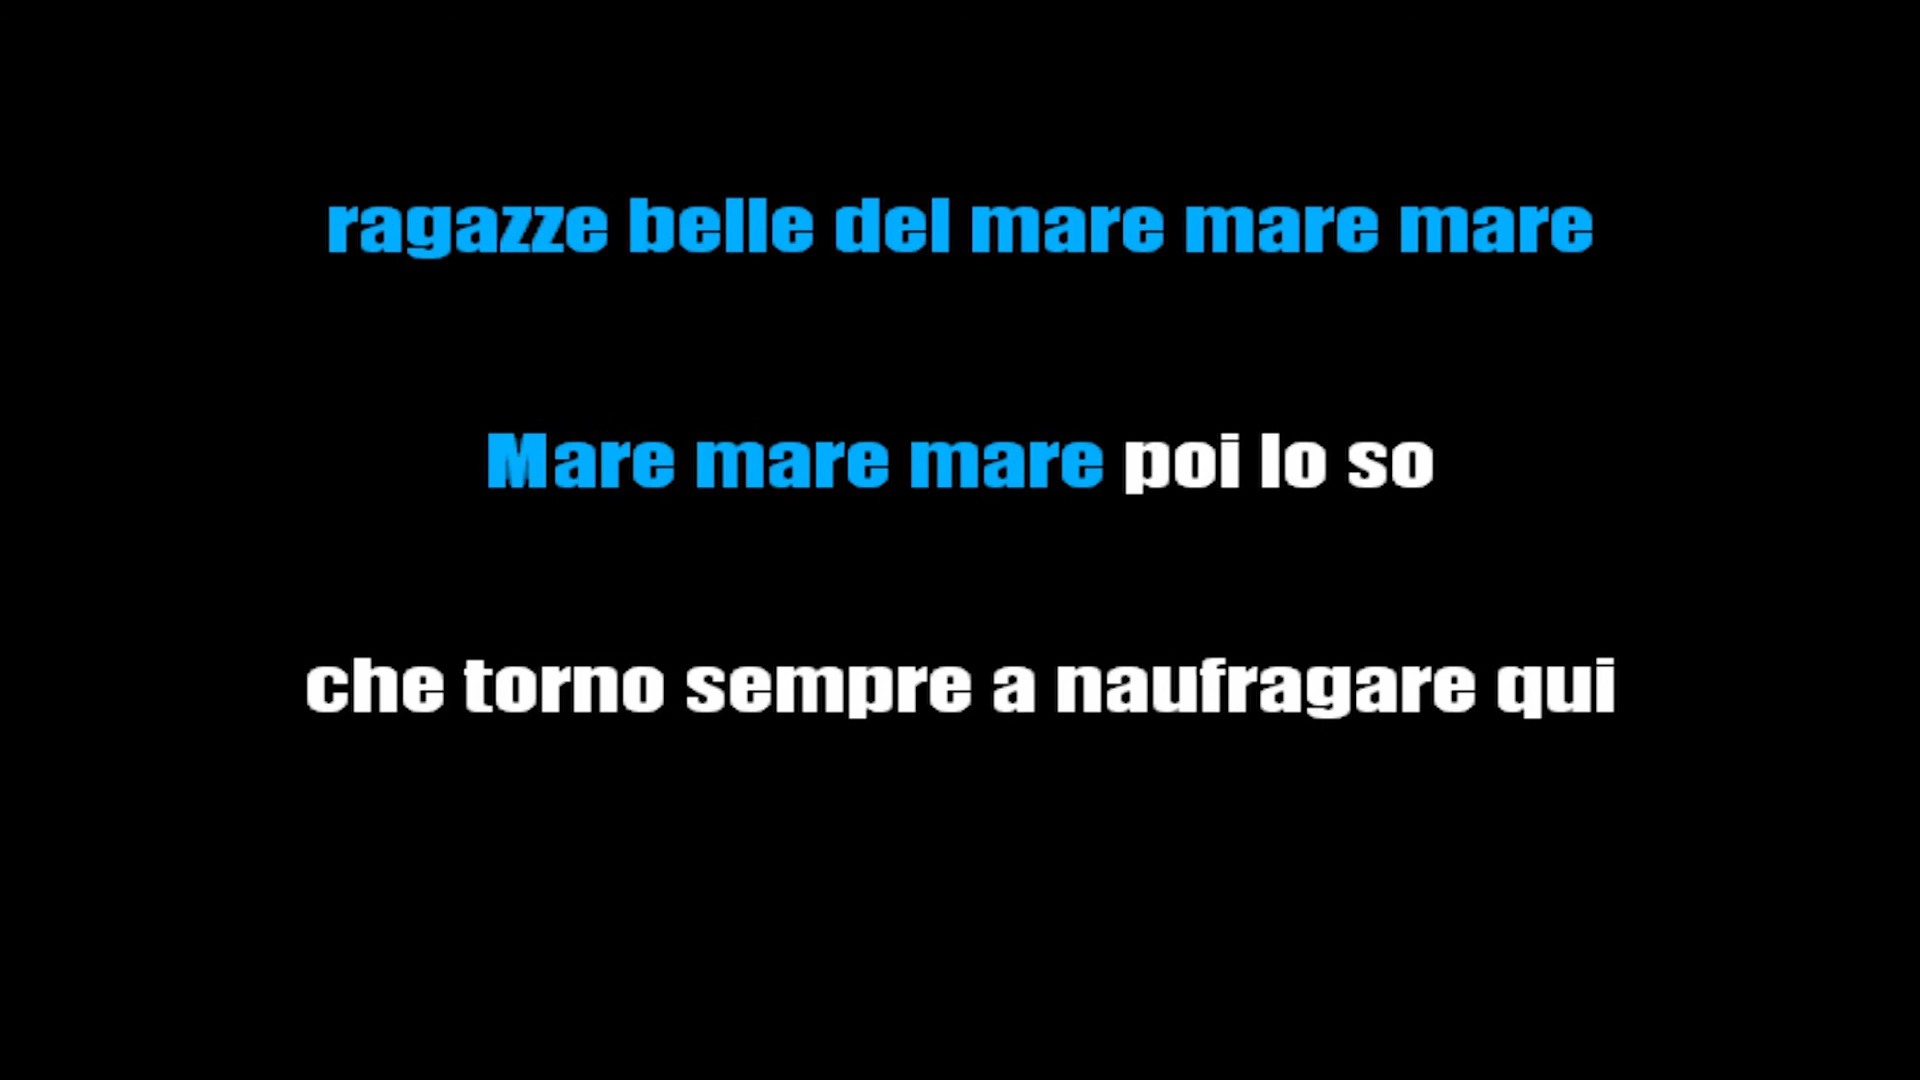 ragazze belle del mare mare mare
Mare mare mare poi lo so
che torno sempre a naufragare qui